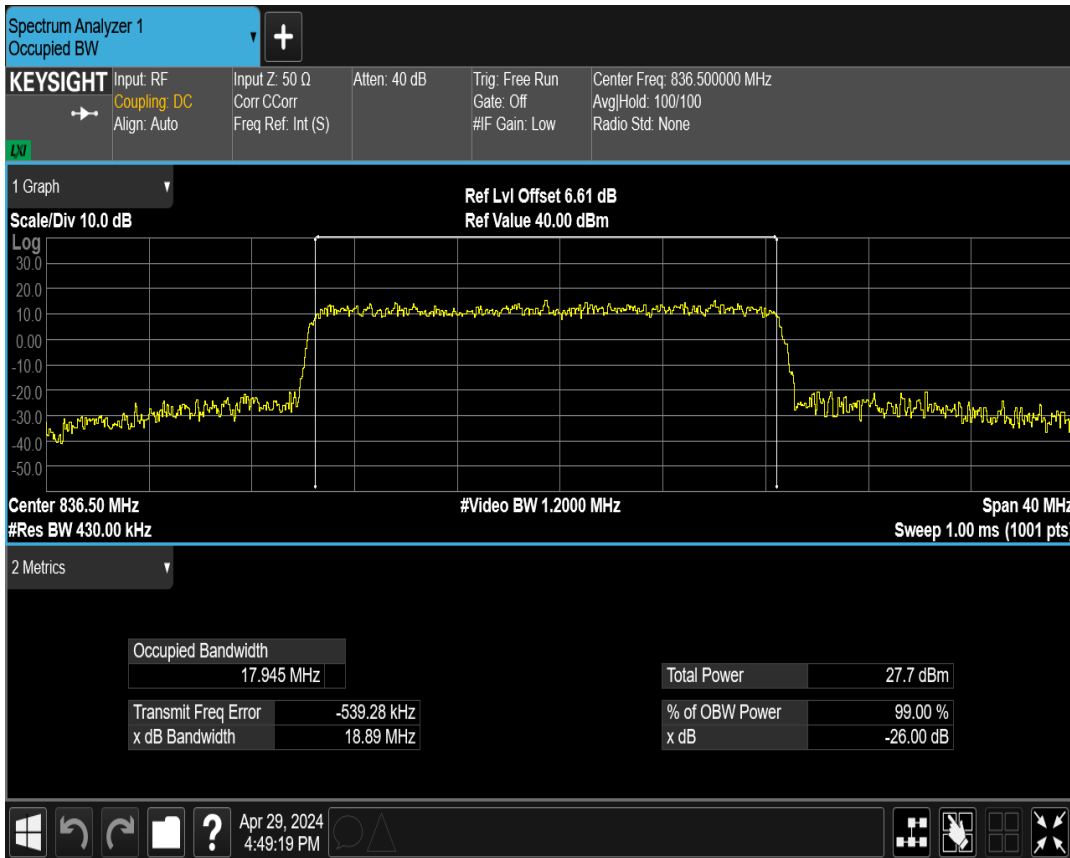 Spectrum Analyzer 1
Occupied BW
KEYSIGHT
LXI
Input: RF
Coupling: DC
Align: Auto
Input Z: 50 Ω
Corr CCorr
Freq Ref: Int (S)
Atten: 40 dB
Trig: Free Run
Gate: Off
#IF Gain: Low
Center Freq: 836.500000 MHz
Avg|Hold: 100/100
Radio Std: None
1 Graph
Scale/Div 10.0 dB
Ref Lvl Offset 6.61 dB
Ref Value 40.00 dBm
Log
30.0
20.0
10.0
0.00
-10.0
-20.0
-30.0
-40.0
-50.0
Center 836.50 MHz
#Res BW 430.00 kHz
#Video BW 1.2000 MHz
Span 40 MHz
Sweep 1.00 ms (1001 pts)
2 Metrics
Occupied Bandwidth
17.945 MHz
Transmit Freq Error -539.28 kHz
x dB Bandwidth 18.89 MHz
Total Power 27.7 dBm
% of OBW Power 99.00 %
x dB -26.00 dB
Apr 29, 2024
4:49:19 PM